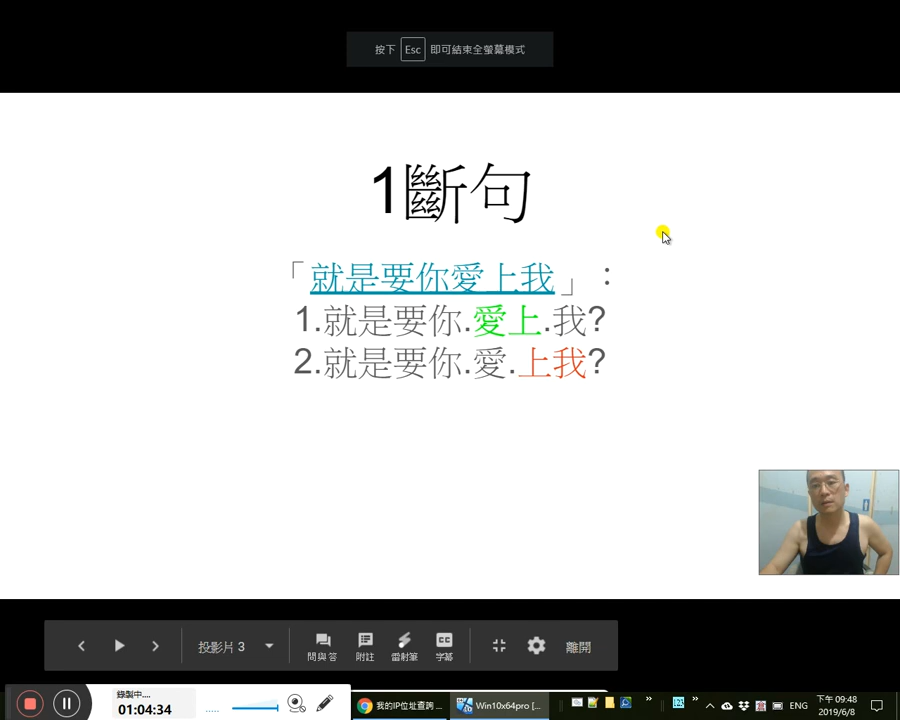 按下 Esc 即可結束全螢幕模式
1斷句
「就是要你愛上我」：
1.就是要你.愛上.我?
2.就是要你.愛.上我?
投影片 3
問與答 附註 雷射筆 字幕
離開
錄製中....
01:04:34
我的IP位址查詢 ...
Win10x64pro [...
ENG
下午 09:48
2019/6/8